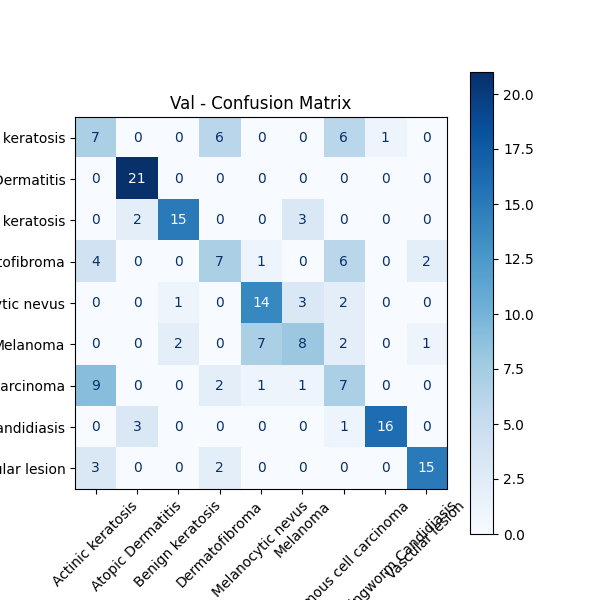 Val - Confusion Matrix
keratosis 7 0 0 6 0 0 6 1 0
Dermatitis 0 21 0 0 0 0 0 0 0
keratosis 0 2 15 0 0 3 0 0 0
tofibroma 4 0 0 7 1 0 6 0 2
ytic nevus 0 0 1 0 14 3 2 0 0
Melanoma 0 0 2 0 7 8 2 0 1
arcinoma 9 0 0 2 1 1 7 0 0
andidiasis 0 3 0 0 0 0 1 16 0
ular lesion 3 0 0 2 0 0 0 0 15
Actinic keratosis
Atopic Dermatitis
Benign keratosis
Dermatofibroma
Melanocytic nevus
Melanoma
mous cell carcinoma
ngworm Candidiasis
Vascular lesion
20.0
17.5
15.0
12.5
10.0
7.5
5.0
2.5
0.0